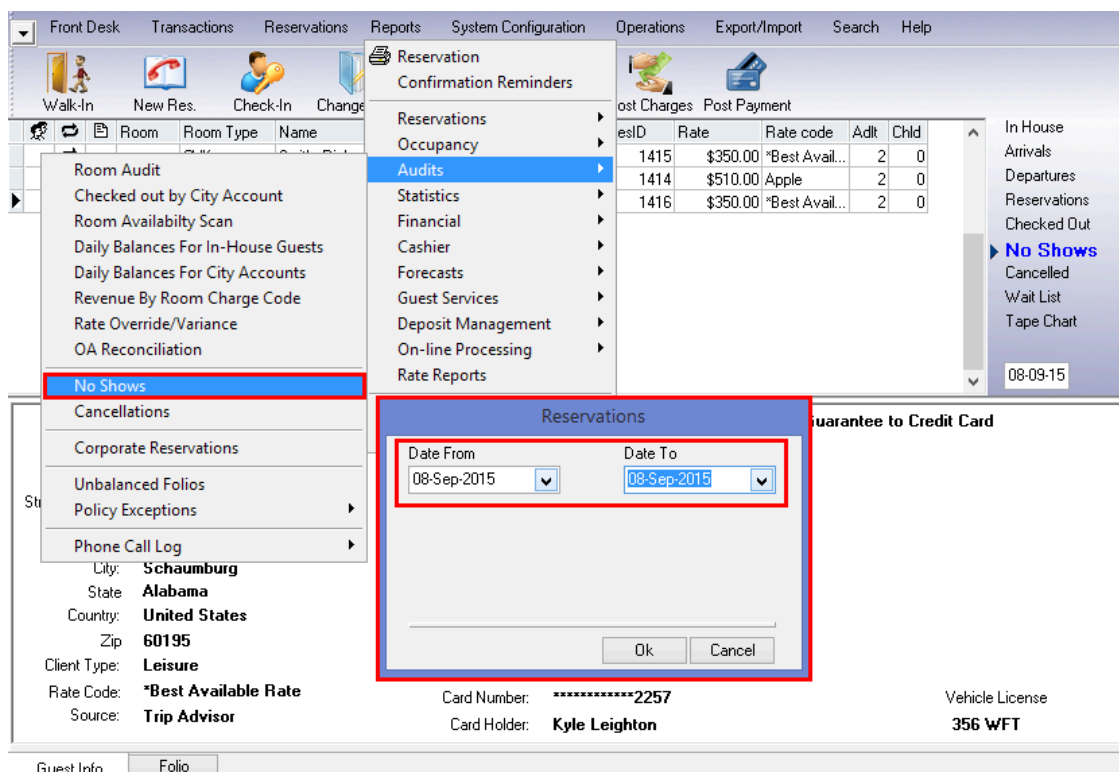 Front Desk Transactions Reservations Reports System Configuration Operations Export/Import Search Help
Walk-In New Res. Check-In Change ost Charges Post Payment
Room Room Type Name esID Rate Rate code Adlt Chld
1415 $350.00 *Best Avail... 2 0
1414 $510.00 Apple 2 0
1416 $350.00 *Best Avail... 2 0
Reservation
Confirmation Reminders
Reservations
Occupancy
Audits
Statistics
Financial
Cashier
Forecasts
Guest Services
Deposit Management
On-line Processing
Rate Reports
Room Audit
Checked out by City Account
Room Availabilty Scan
Daily Balances For In-House Guests
Daily Balances For City Accounts
Revenue By Room Charge Code
Rate Override/Variance
OA Reconciliation
No Shows
Cancellations
Corporate Reservations
Unbalanced Folios
Policy Exceptions
Phone Call Log
In House
Arrivals
Departures
Reservations
Checked Out
No Shows
Cancelled
Wait List
Tape Chart
08-09-15
Reservations
Date From Date To
08-Sep-2015 08-Sep-2015
Ok Cancel
uarantee to Credit Card
City: Schaumburg
State Alabama
Country: United States
Zip 60195
Client Type: Leisure
Rate Code: *Best Available Rate
Source: Trip Advisor
Card Number: ************2257
Card Holder: Kyle Leighton
Vehicle License
356 WFT
Guest Info Folio